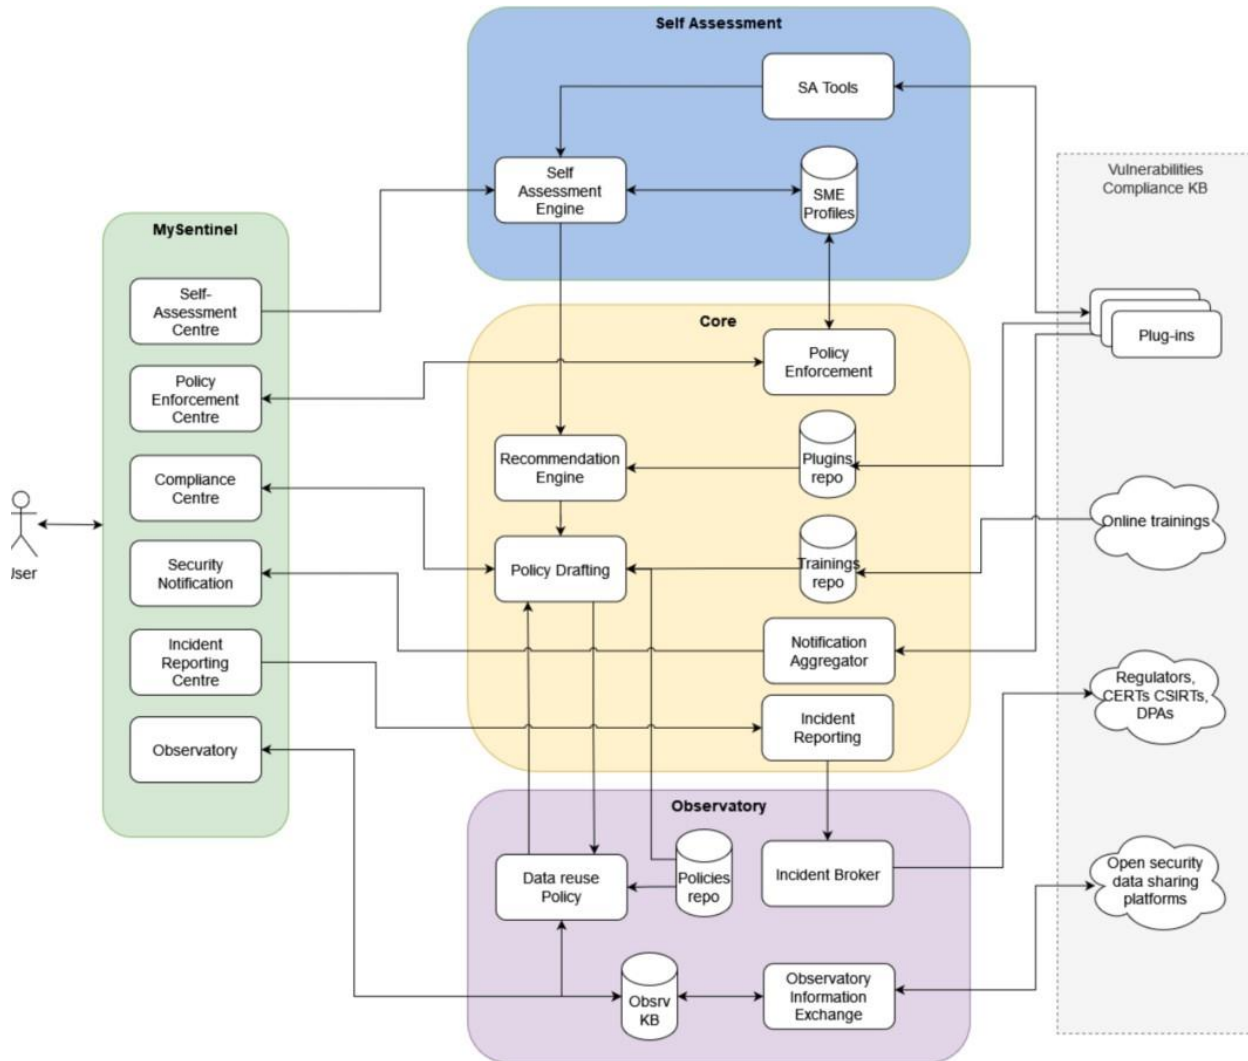 Self Assessment
SA Tools
Self
Assessment
Engine
SME
Profiles
Vulnerabilities
Compliance KB
MySentinel
Self-
Assessment
Centre
Policy
Enforcement
Centre
Compliance
Centre
Security
Notification
Incident
Reporting
Centre
Observatory
User
Core
Policy
Enforcement
Recommendation
Engine
Plugins
repo
Policy Drafting
Trainings
repo
Notification
Aggregator
Incident
Reporting
Plug-ins
Online trainings
Regulators,
CERTs CSIRTs,
DPAs
Open security
data sharing
platforms
Observatory
Data reuse
Policy
Policies
repo
Incident Broker
Obsrv
KB
Observatory
Information
Exchange